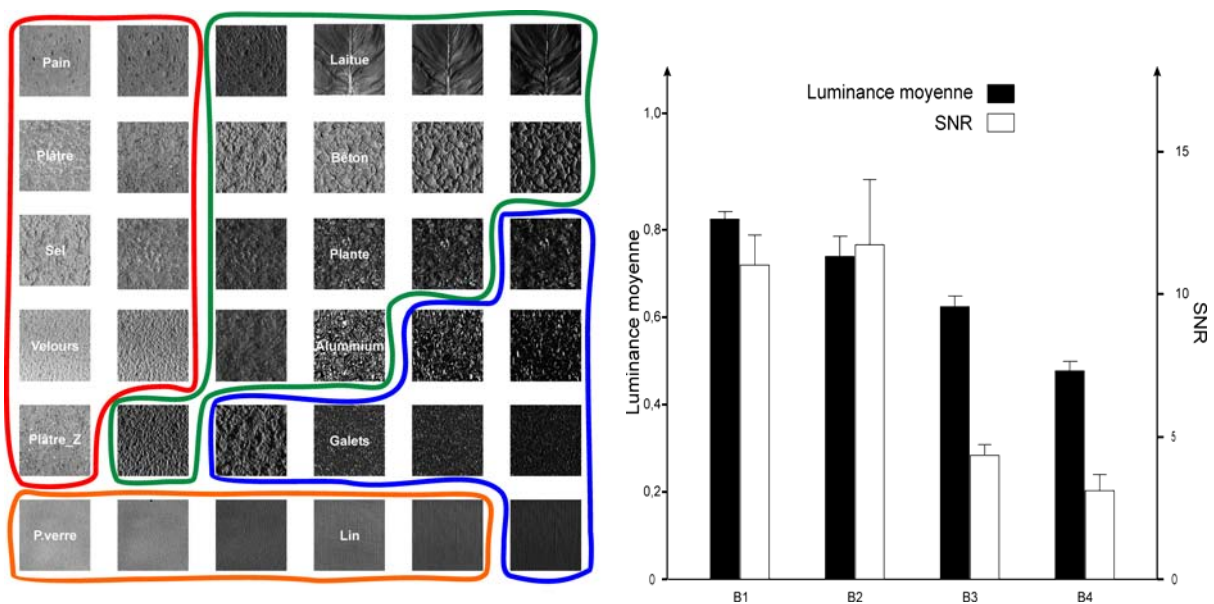 Pain
Laitue
Plâtre
Béton
Sel
Plante
Velours
Aluminium
Plâtre_Z
Galets
P.verre
Lin
Luminance moyenne
SNR
Luminance moyenne
1,0
0,8
0,6
0,4
0,2
0
SNR
15
10
5
0
B1
B2
B3
B4